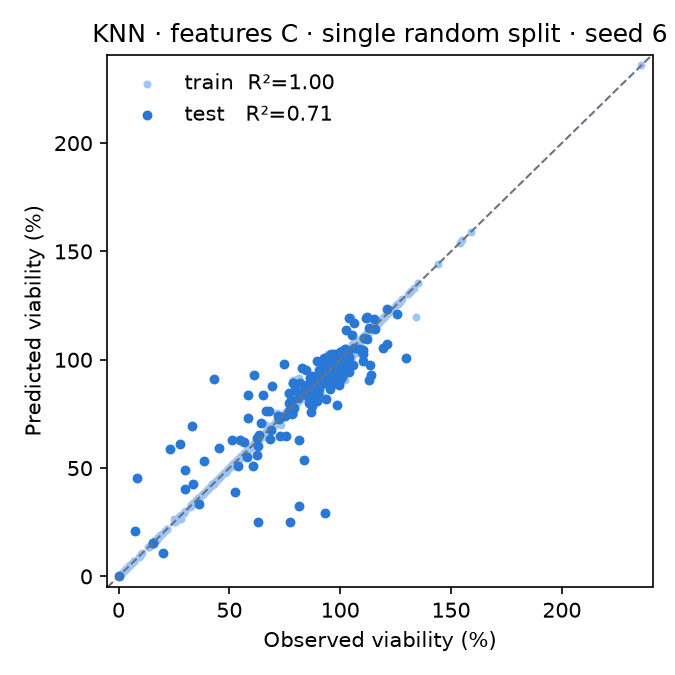 KNN · features C · single random split · seed 6
train R²=1.00
test R²=0.71
200
150
100
50
0
Predicted viability (%)
0 50 100 150 200
Observed viability (%)